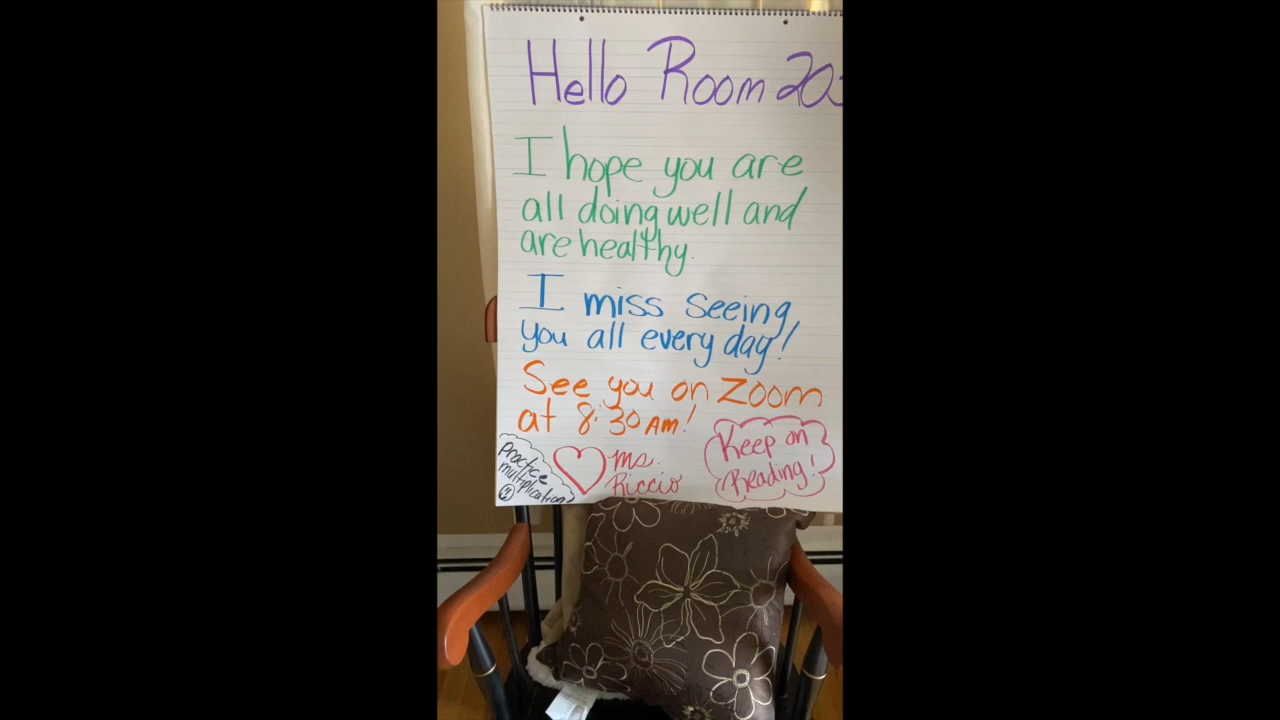 Hello Room 203
I hope you are
all doing well and
are healthy.
I miss seeing
you all every day!
See you on Zoom
at 8:30 AM!
Practice
multiplication
Ms.
Riccio
Keep on
Reading!